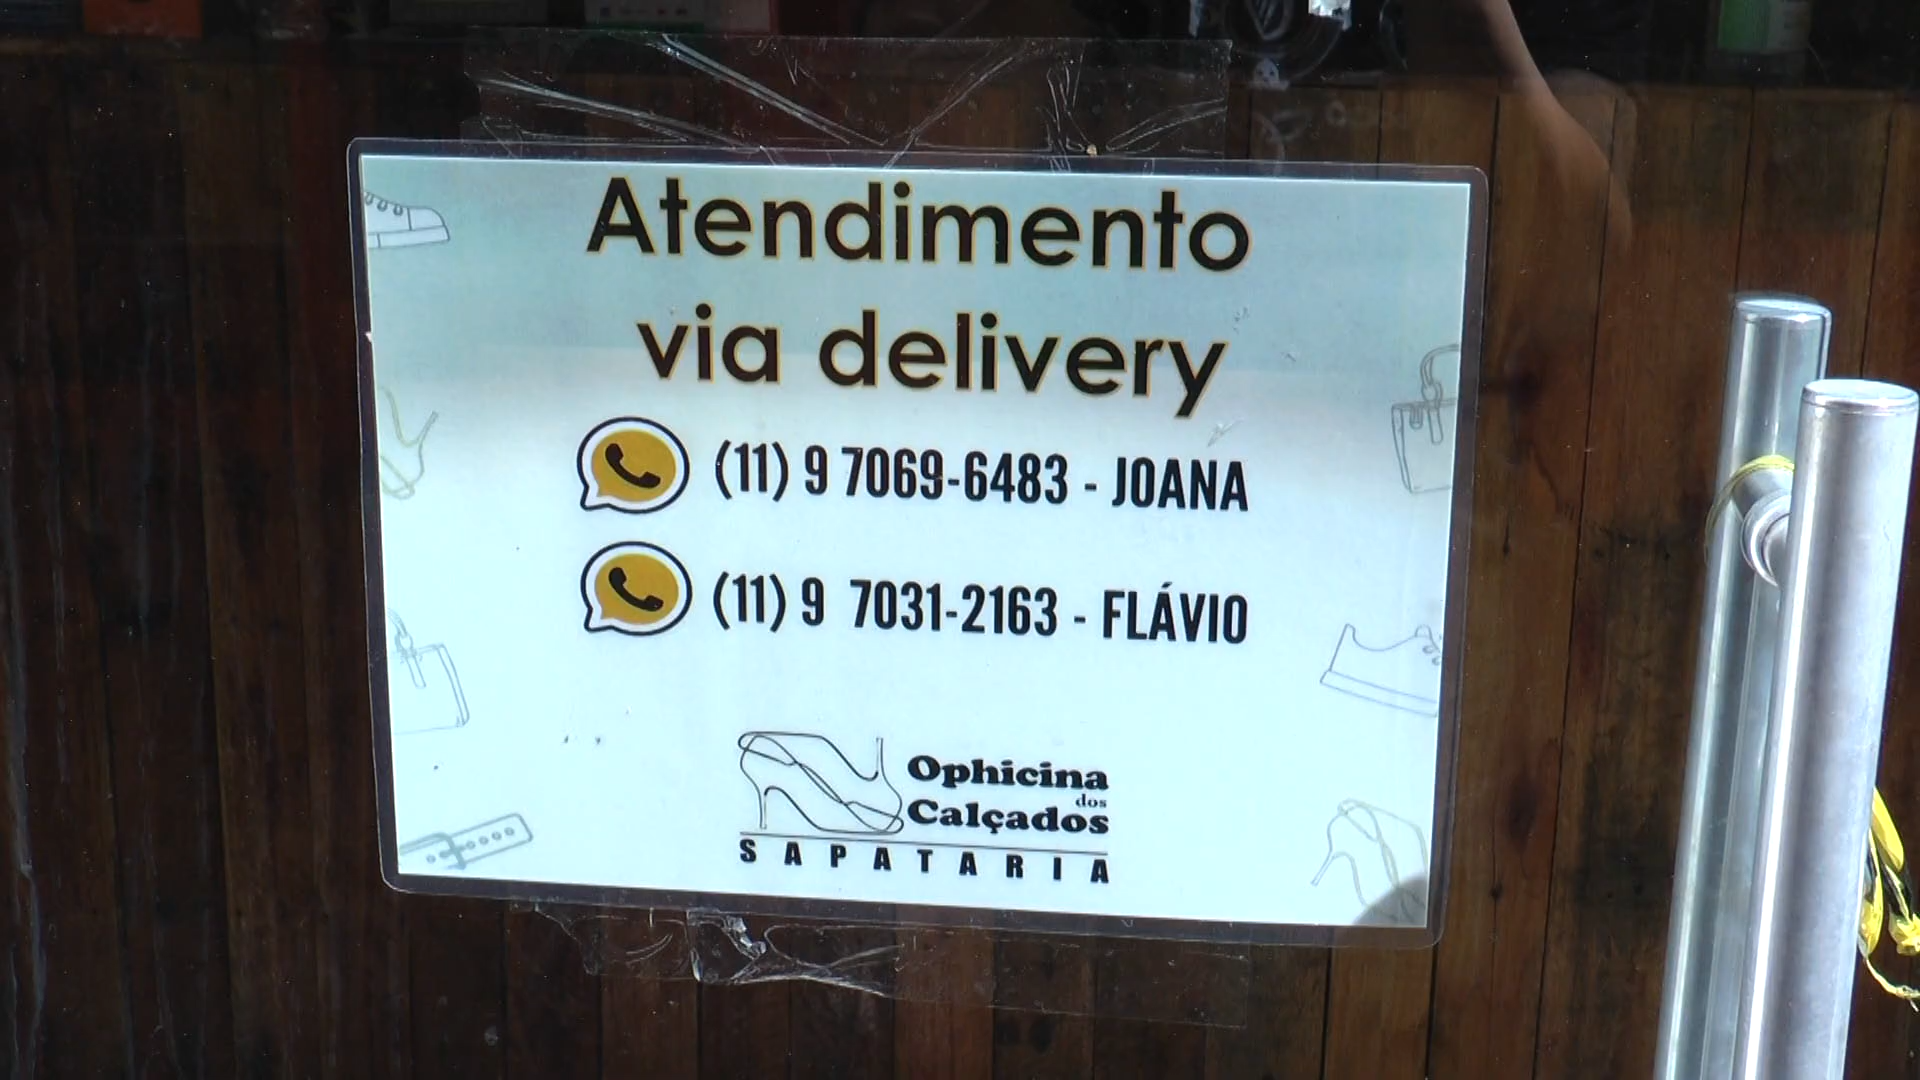 Atendimento
via delivery
(11) 9 7069-6483 - JOANA
(11) 9 7031-2163 - FLÁVIO
Ophicina
dos
Calçados
SAPATARIA